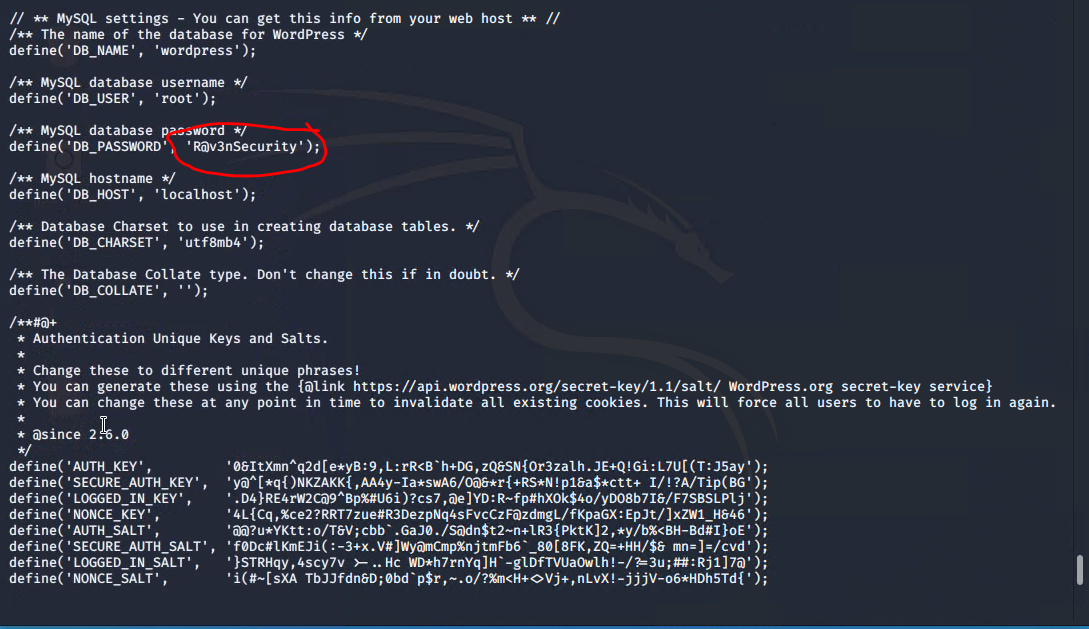 // ** MySQL settings - You can get this info from your web host ** //
/** The name of the database for WordPress */
define('DB_NAME', 'wordpress');

/** MySQL database username */
define('DB_USER', 'root');

/** MySQL database password */
define('DB_PASSWORD', 'R@v3nSecurity');

/** MySQL hostname */
define('DB_HOST', 'localhost');

/** Database Charset to use in creating database tables. */
define('DB_CHARSET', 'utf8mb4');

/** The Database Collate type. Don't change this if in doubt. */
define('DB_COLLATE', '');

/**#@+
 * Authentication Unique Keys and Salts.
 *
 * Change these to different unique phrases!
 * You can generate these using the {@link https://api.wordpress.org/secret-key/1.1/salt/ WordPress.org secret-key service}
 * You can change these at any point in time to invalidate all existing cookies. This will force all users to have to log in again.
 *
 * @since 2.6.0
 */
define('AUTH_KEY',         '0&ItXmn^q2d[e*yB:9,L:rR<B`h+DG,zQ&SN{Or3zalh.JE+Q!Gi:L7U[(T:J5ay');
define('SECURE_AUTH_KEY',  'y@^[*q{)NKZAKK{,AA4y-Ia*swA6/O@&*r{+RS*N!p1&a$*ctt+ I/!?A/Tip(BG');
define('LOGGED_IN_KEY',    '.D4}RE4rW2C@9^Bp%#U6i)?cs7,@e]YD:R~fp#hXOk$4o/yDO8b7I&/F7SBSLPlj');
define('NONCE_KEY',        '4L{Cq,%ce2?RRT7zue#R3DezpNq4sFvcCzF@zdmgL/fKpaGX:EpJt/]xZW1_H&46');
define('AUTH_SALT',        '@@?u*YKtt:o/T&V;cbb`.GaJ0./S@dn$t2~n+lR3{PktK]2,*y/b%<BH-Bd#I}oE');
define('SECURE_AUTH_SALT', 'f0Dc#lKmEJi(:-3+x.V#]Wy@mCmp%njtmFb6`_80[8FK,ZQ=+HH/$& mn=]=/cvd');
define('LOGGED_IN_SALT',   '}STRHqy,4scy7v >-..Hc WD*h7rnYq]H`-glDfTVUaOwlh!-/?=3u;##:Rj1]7@');
define('NONCE_SALT',       'i(#~[sXA TbJJfdn&D;0bd`p$r,~.o/?%m<H+<>Vj+,nLvX!-jjjV-o6*HDh5Td{');